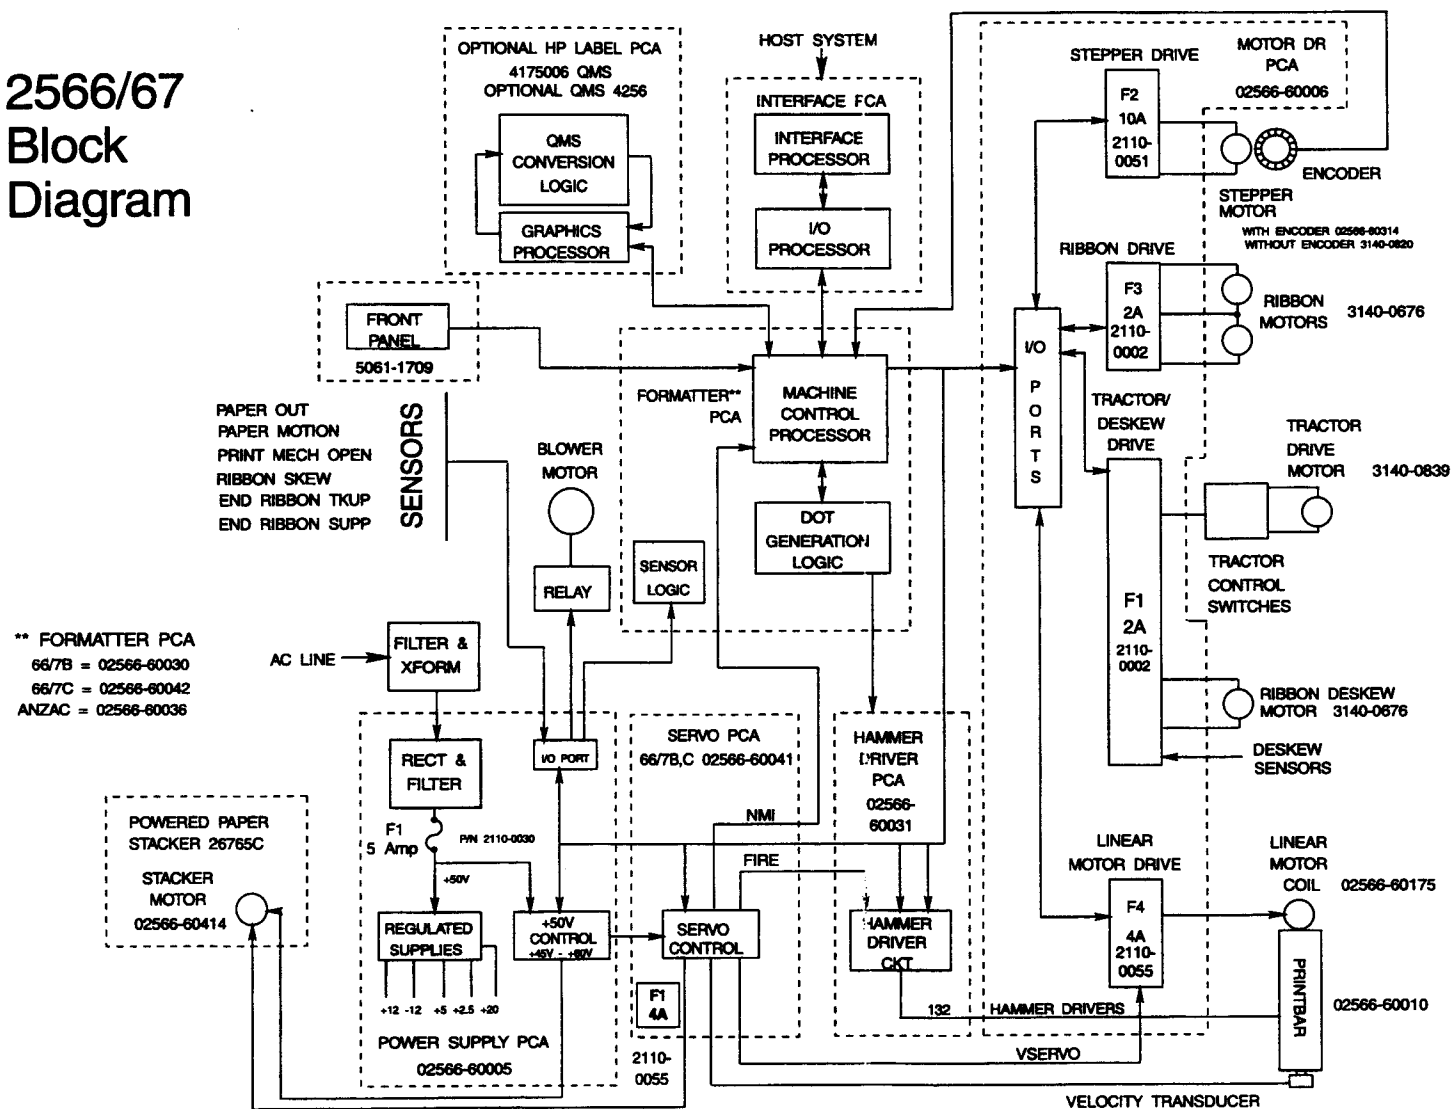 2566/67
Block
Diagram
OPTIONAL HP LABEL PCA
4175006 QMS
OPTIONAL QMS 4256
QMS
CONVERSION
LOGIC
GRAPHICS
PROCESSOR
HOST SYSTEM
INTERFACE PCA
INTERFACE
PROCESSOR
I/O
PROCESSOR
STEPPER DRIVE
F2
10A
2110-
0051
MOTOR DR
PCA
02566-60006
ENCODER
STEPPER
MOTOR
WITH ENCODER 02566-60314
WITHOUT ENCODER 3140-0820
RIBBON DRIVE
F3
2A
2110-
0002
RIBBON
MOTORS 3140-0676
FRONT
PANEL
5061-1709
FORMATTER**
PCA
MACHINE
CONTROL
PROCESSOR
I/O
P
O
R
T
S
TRACTOR/
DESKEW
DRIVE
TRACTOR
DRIVE
MOTOR 3140-0839
PAPER OUT
PAPER MOTION
PRINT MECH OPEN
RIBBON SKEW
END RIBBON TKUP
END RIBBON SUPP
SENSORS
BLOWER
MOTOR
RELAY
SENSOR
LOGIC
DOT
GENERATION
LOGIC
TRACTOR
CONTROL
SWITCHES
F1
2A
2110-
0002
** FORMATTER PCA
66/7B = 02566-60030
66/7C = 02566-60042
ANZAC = 02566-60036
AC LINE
FILTER &
XFORM
RIBBON DESKEW
MOTOR 3140-0676
DESKEW
SENSORS
RECT &
FILTER
I/O PORT
SERVO PCA
66/7B,C 02566-60041
HAMMER
DRIVER
PCA
02566-
60031
F1
5 Amp
P/N 2110-0030
+50V
NMI
FIRE
POWERED PAPER
STACKER 26765C
STACKER
MOTOR
02566-60414
REGULATED
SUPPLIES
+12 -12 +5 +2.5 +20
+50V
CONTROL
+45V - +60V
SERVO
CONTROL
HAMMER
DRIVER
CKT
LINEAR
MOTOR DRIVE
F4
4A
2110-
0055
LINEAR
MOTOR
COIL 02566-60175
PRINTBAR
02566-60010
F1
4A
2110-
0055
132 HAMMER DRIVERS
POWER SUPPLY PCA
02566-60005
VSERVO
VELOCITY TRANSDUCER